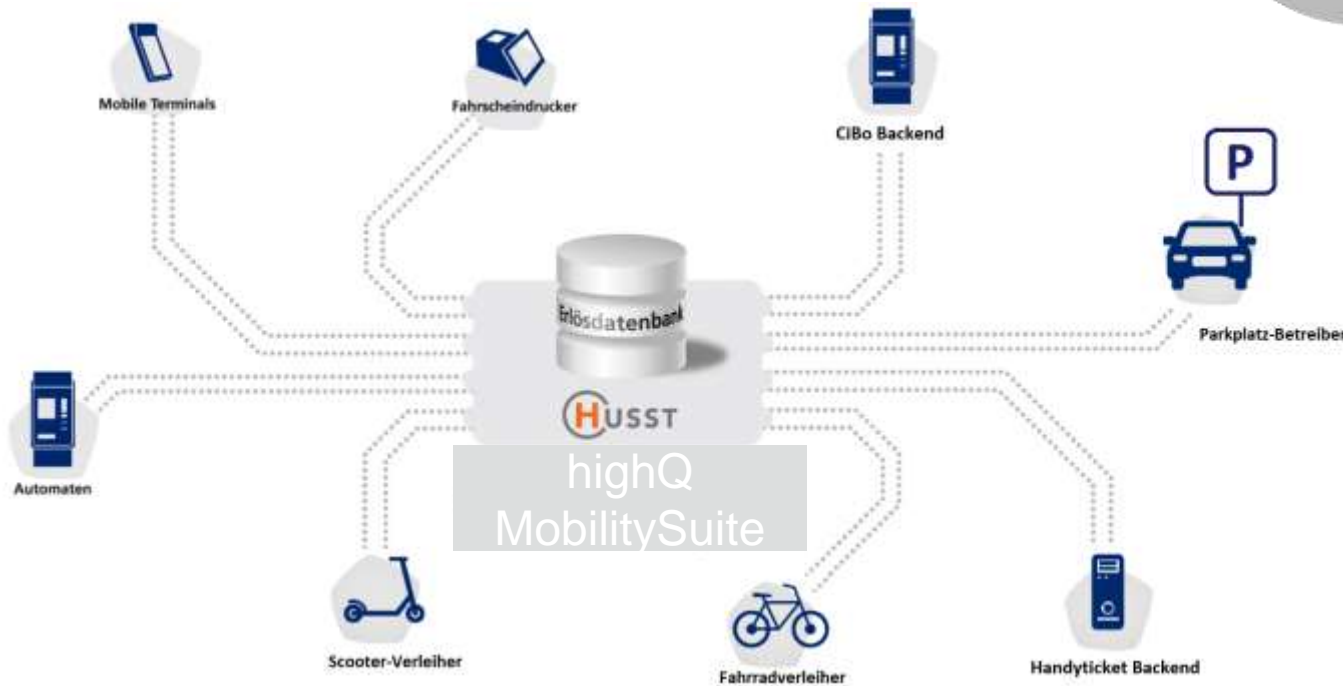 Mobile Terminals
Fahrscheindrucker
CiBo Backend
P
Parkplatz-Betreiber
Erlösdatenbank
HUSST
highQ
MobilitySuite
Automaten
Scooter-Verleiher
Fahrradverleiher
Handyticket Backend